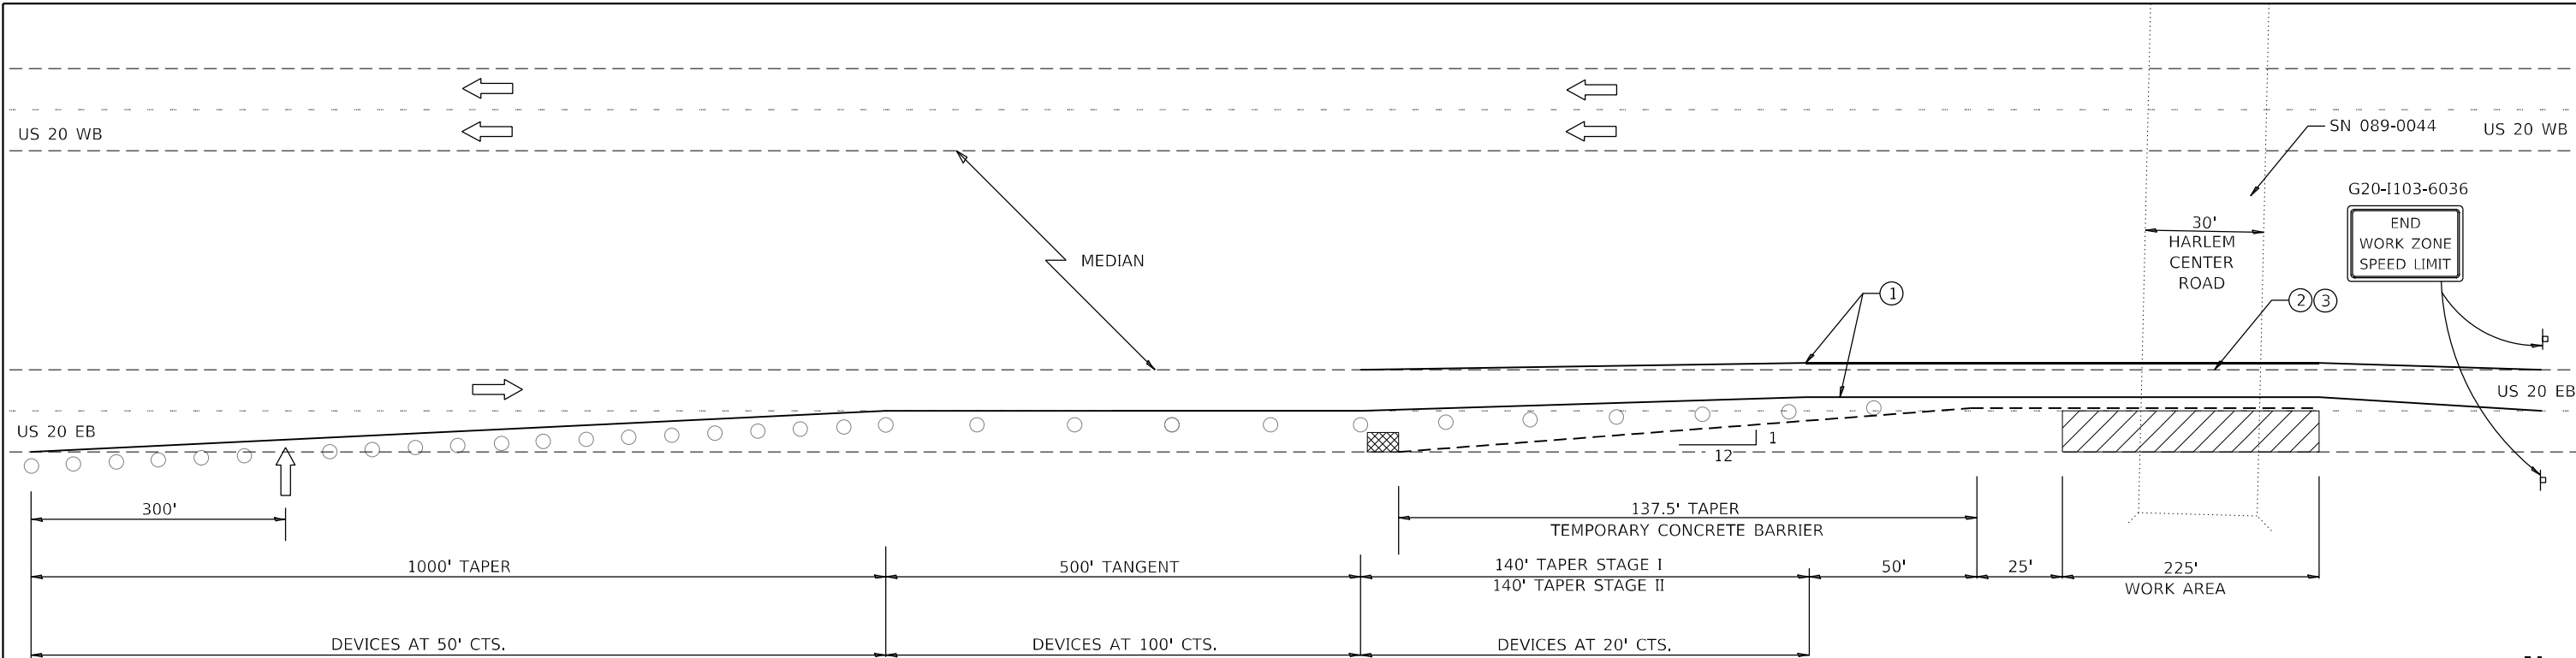 US 20 WB
SN 089-0044
US 20 WB
G20-I103-6036
END
WORK ZONE
SPEED LIMIT
30'
HARLEM
CENTER
ROAD
MEDIAN
1
2 3
US 20 EB
US 20 EB
1
12
300'
137.5' TAPER
TEMPORARY CONCRETE BARRIER
1000' TAPER
500' TANGENT
140' TAPER STAGE I
140' TAPER STAGE II
50'
25'
225'
WORK AREA
DEVICES AT 50' CTS.
DEVICES AT 100' CTS.
DEVICES AT 20' CTS.